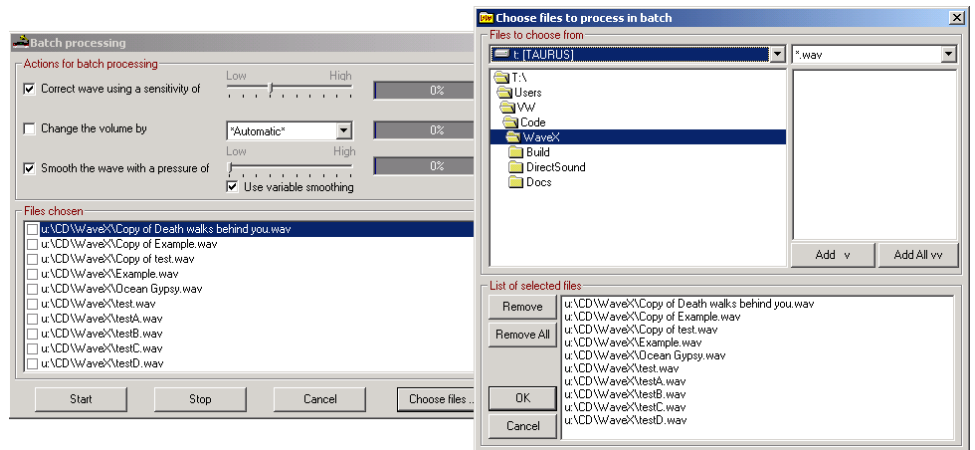 Batch processing
Actions for batch processing
Low High
Correct wave using a sensitivity of
0%
Change the volume by
*Automatic*
0%
Low High
Smooth the wave with a pressure of
0%
Use variable smoothing
Files chosen
u:\CD\WaveX\Copy of Death walks behind you.wav
u:\CD\WaveX\Copy of Example.wav
u:\CD\WaveX\Copy of test.wav
u:\CD\WaveX\Example.wav
u:\CD\WaveX\Ocean Gypsy.wav
u:\CD\WaveX\test.wav
u:\CD\WaveX\testA.wav
u:\CD\WaveX\testB.wav
u:\CD\WaveX\testC.wav
u:\CD\WaveX\testD.wav
Start Stop Cancel Choose files ..
Choose files to process in batch
Files to choose from
t: [TAURUS]
*.wav
T:\
Users
VW
Code
WaveX
Build
DirectSound
Docs
Add v Add All vv
List of selected files
Remove
Remove All
OK
Cancel
u:\CD\WaveX\Copy of Death walks behind you.wav
u:\CD\WaveX\Copy of Example.wav
u:\CD\WaveX\Copy of test.wav
u:\CD\WaveX\Example.wav
u:\CD\WaveX\Ocean Gypsy.wav
u:\CD\WaveX\test.wav
u:\CD\WaveX\testA.wav
u:\CD\WaveX\testB.wav
u:\CD\WaveX\testC.wav
u:\CD\WaveX\testD.wav